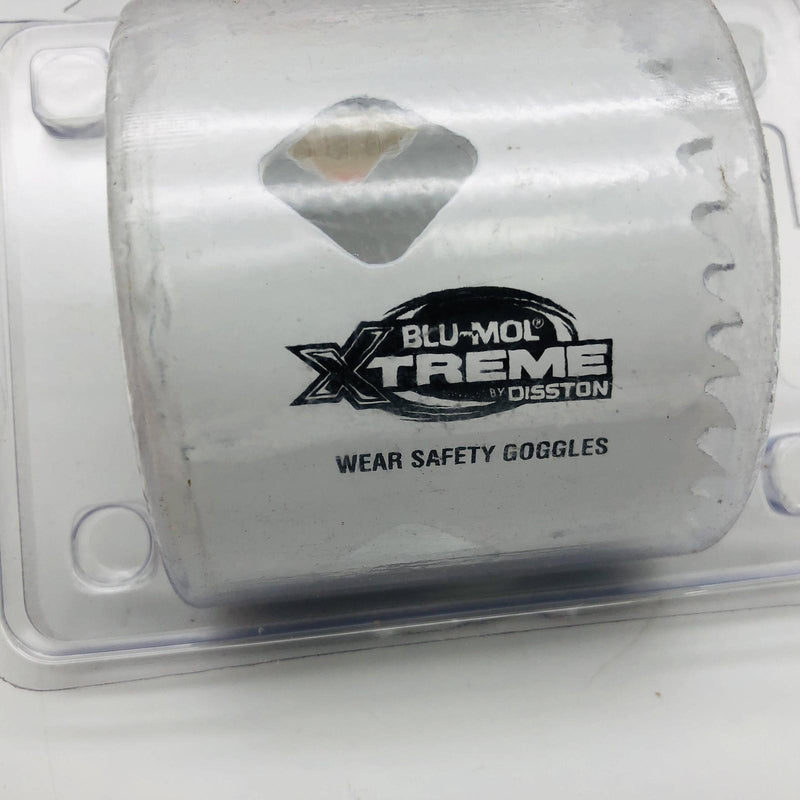 BLU-MOL®
XTREME
BY DISSTON
WEAR SAFETY GOGGLES